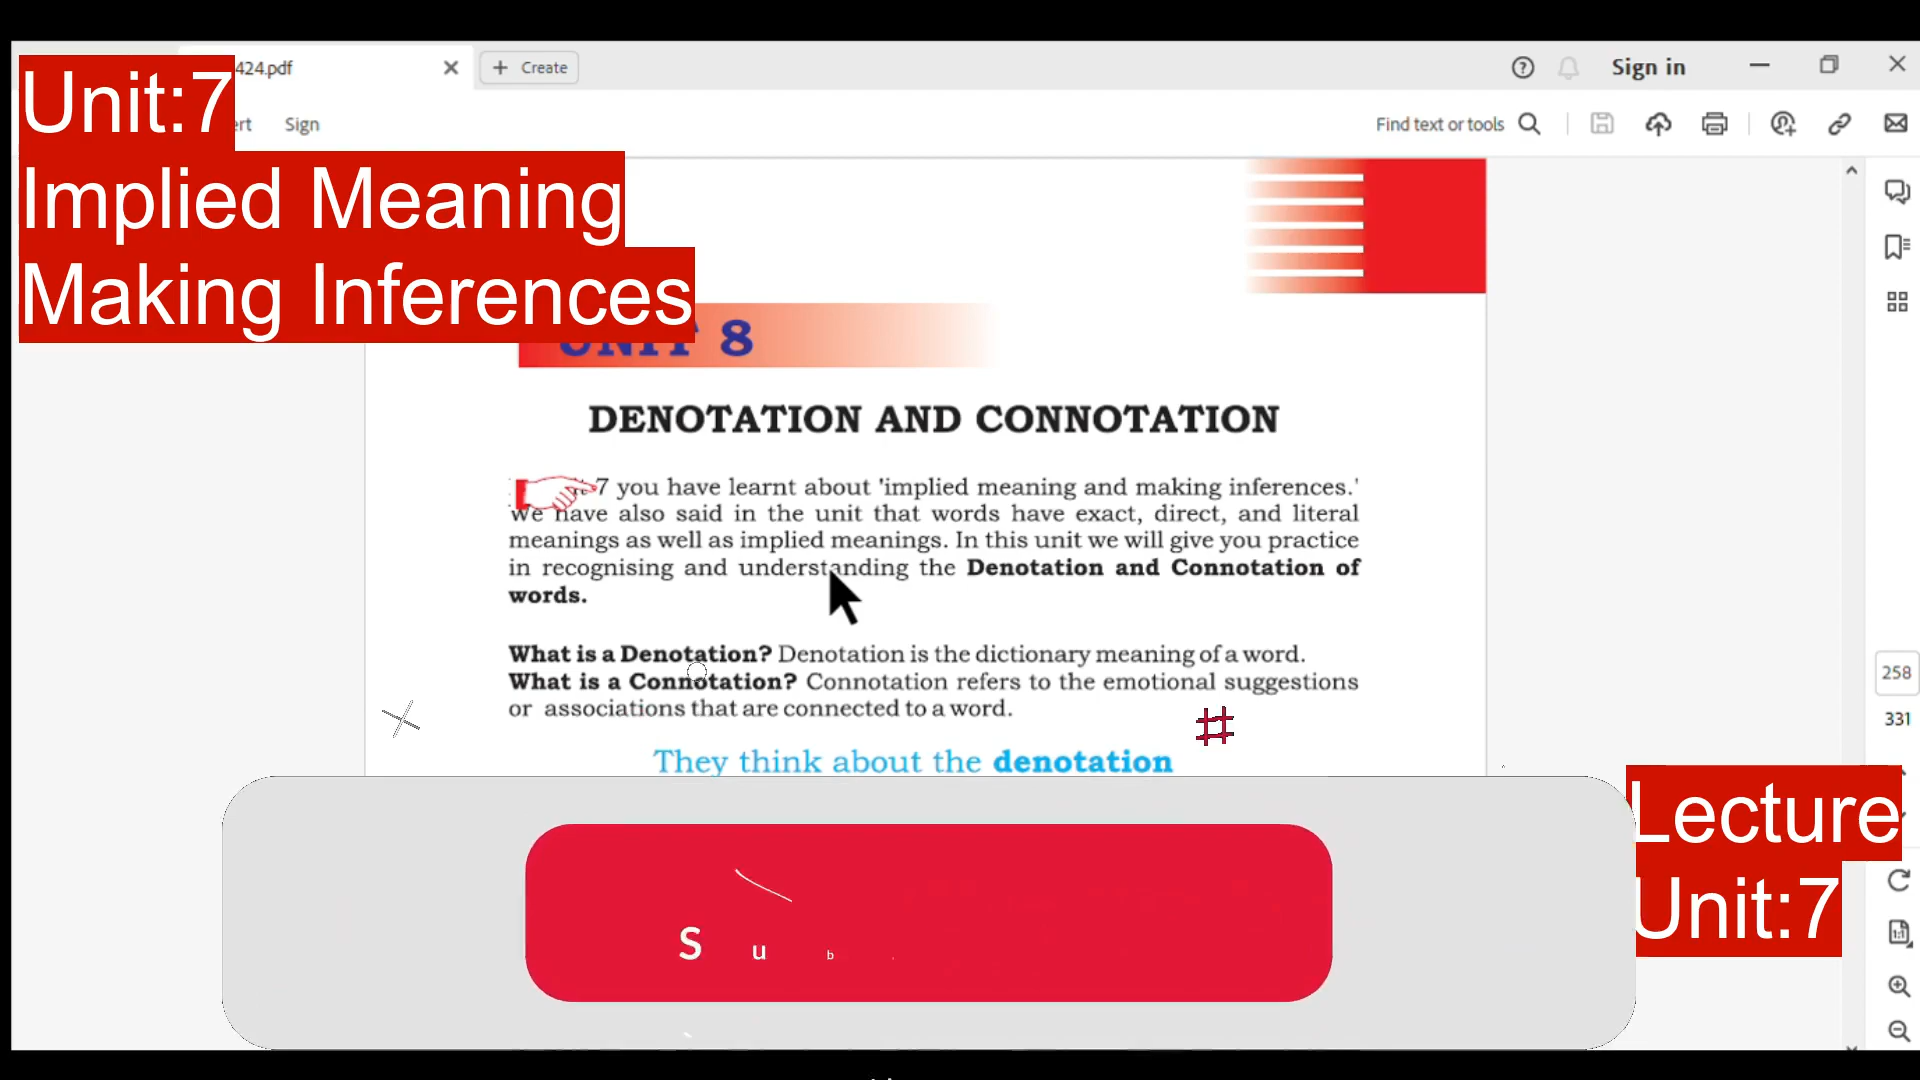 Unit:7
Implied Meaning
Making Inferences
424.pdf
Create
Sign in
Sign
Find text or tools
UNIT 8
DENOTATION AND CONNOTATION
7 you have learnt about 'implied meaning and making inferences.'
We have also said in the unit that words have exact, direct, and literal
meanings as well as implied meanings. In this unit we will give you practice
in recognising and understanding the Denotation and Connotation of
words.
What is a Denotation? Denotation is the dictionary meaning of a word.
What is a Connotation? Connotation refers to the emotional suggestions
or associations that are connected to a word.
They think about the denotation
258
331
Lecture
Unit:7
S u b